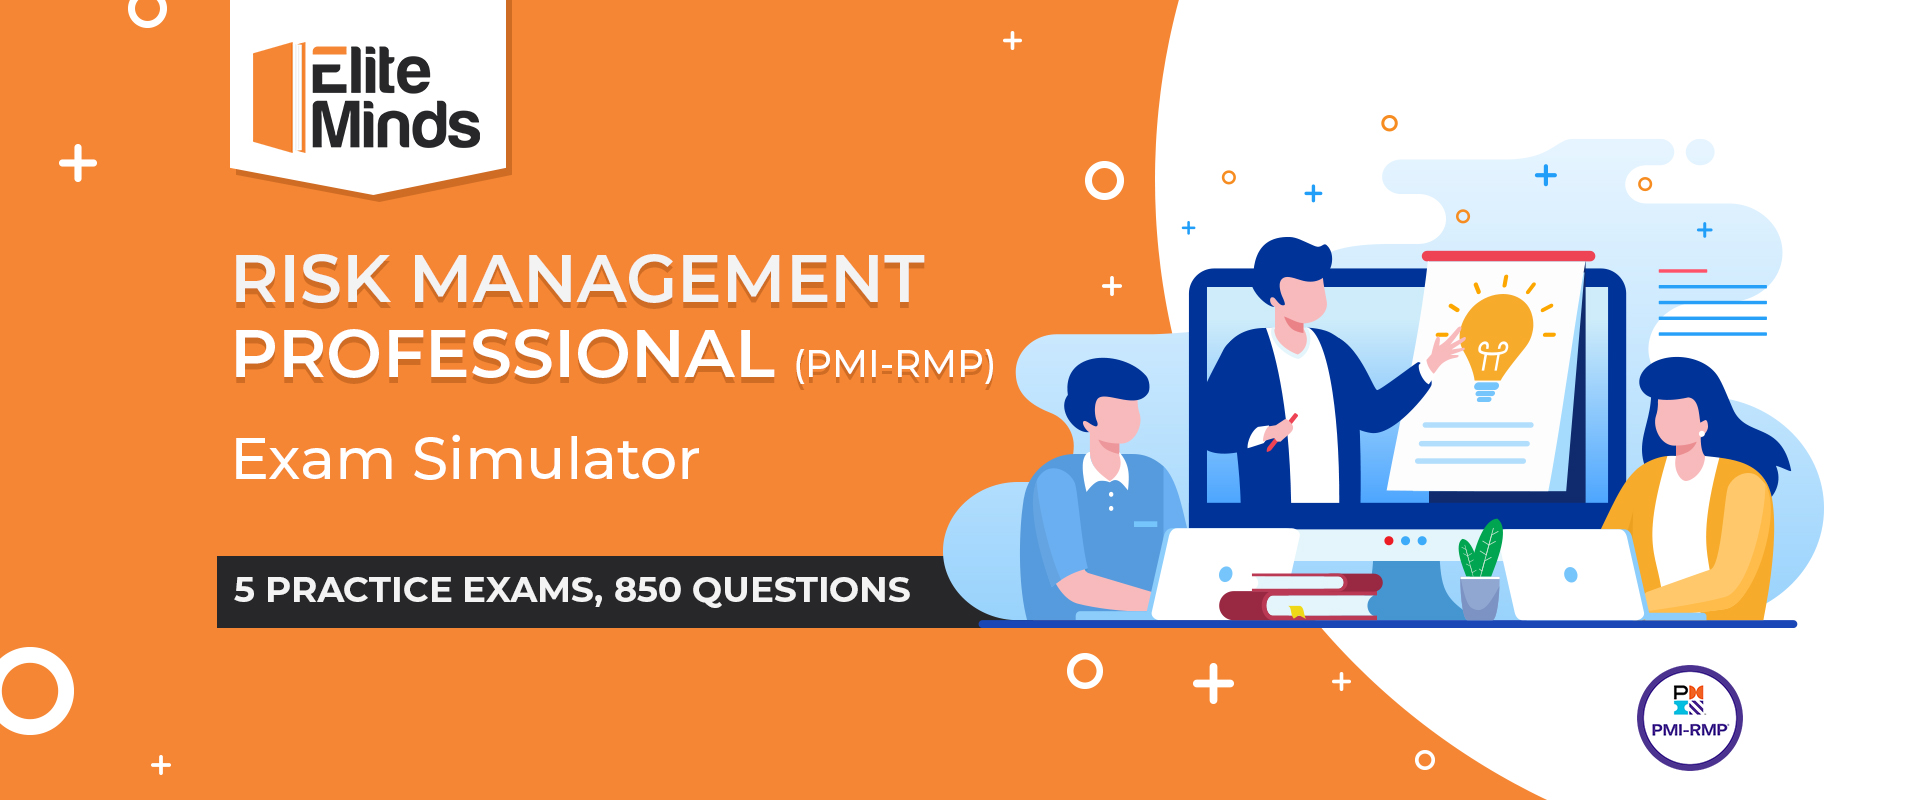 Elite
Minds
RISK MANAGEMENT
PROFESSIONAL (PMI-RMP)
Exam Simulator
5 PRACTICE EXAMS, 850 QUESTIONS
PMI-RMP